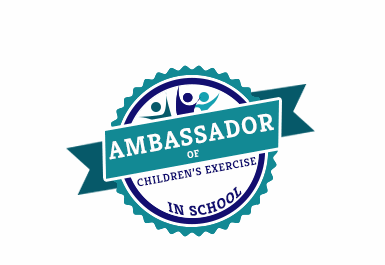 AMBASSADOR
OF
CHILDREN'S EXERCISE
IN SCHOOL